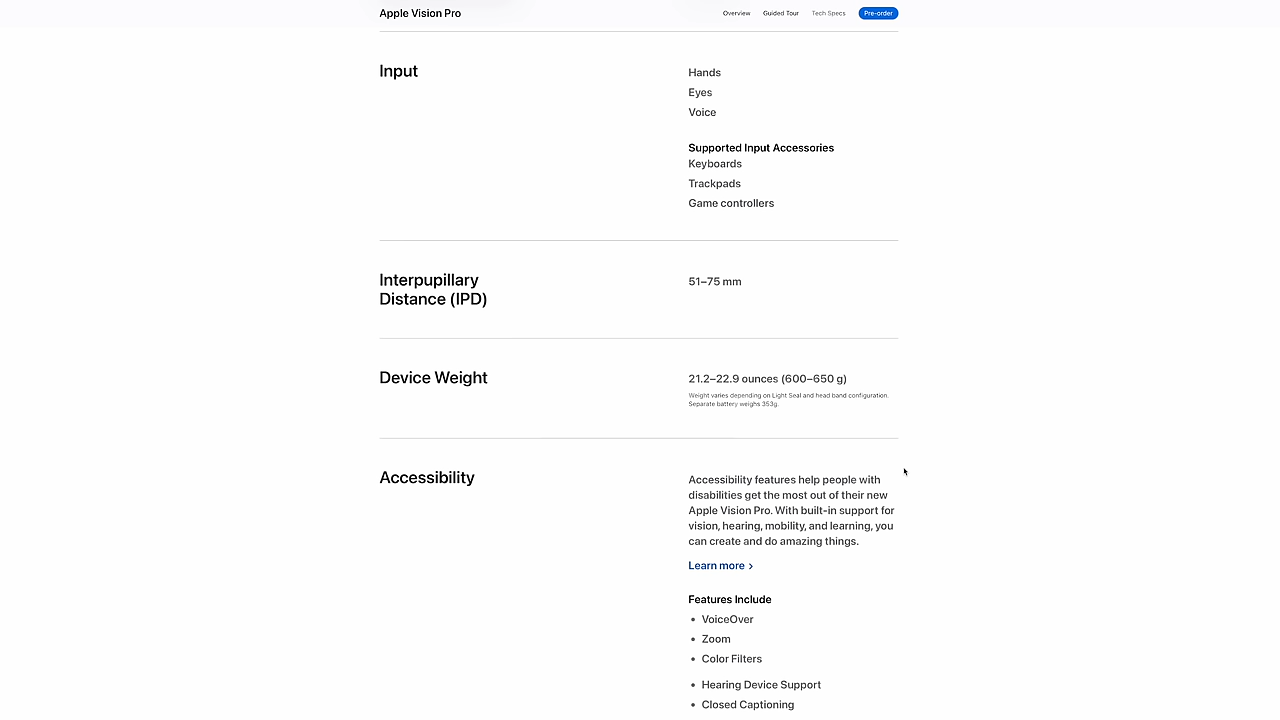 Apple Vision Pro
Overview
Guided Tour
Tech Specs
Pre-order
Input
Hands
Eyes
Voice
Supported Input Accessories
Keyboards
Trackpads
Game controllers
Interpupillary
Distance (IPD)
51–75 mm
Device Weight
21.2–22.9 ounces (600–650 g)
Weight varies depending on Light Seal and head band configuration.
Separate battery weighs 353g.
Accessibility
Accessibility features help people with
disabilities get the most out of their new
Apple Vision Pro. With built-in support for
vision, hearing, mobility, and learning, you
can create and do amazing things.
Learn more ›
Features Include
• VoiceOver
• Zoom
• Color Filters
• Hearing Device Support
• Closed Captioning